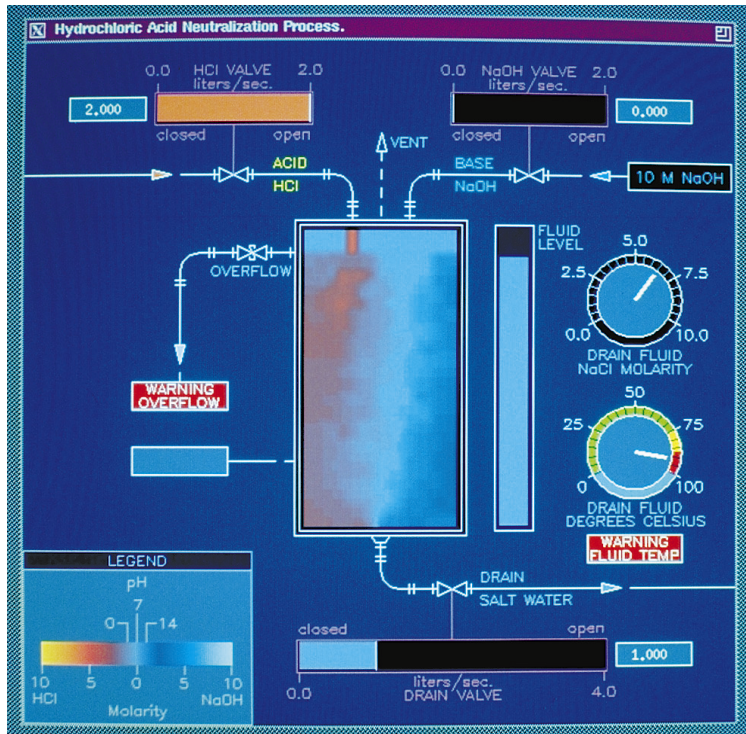 X Hydrochloric Acid Neutralization Process.
0.0 HCl VALVE 2.0
liters/sec.
2.000
closed open
0.0 NaOH VALVE 2.0
liters/sec.
0.000
closed open
VENT
ACID
HCl
BASE
NaOH
10 M NaOH
OVERFLOW
WARNING
OVERFLOW
FLUID
LEVEL
5.0
2.5 7.5
0.0 10.0
DRAIN FLUID
NaCl MOLARITY
50
25 75
0 100
DRAIN FLUID
DEGREES CELSIUS
WARNING
FLUID TEMP
DRAIN
SALT WATER
closed open
1.000
liters/sec.
0.0 DRAIN VALVE 4.0
LEGEND
pH
7
0 14
10 5 0 5 10
HCl NaOH
Molarity